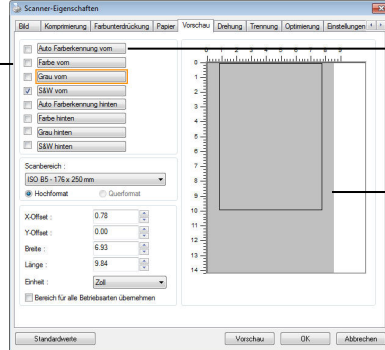 Scanner-Eigenschaften
Bild Komprimierung Farbunterdrückung Papier Vorschau Drehung Trennung Optimierung Einstellungen
Auto Farberkennung vorn
Farbe vorn
Grau vorn
S&W vorn
Auto Farberkennung hinten
Farbe hinten
Grau hinten
S&W hinten
Scanbereich :
ISO B5 - 176 x 250 mm
Hochformat Querformat
X-Offset : 0.78
Y-Offset : 0.00
Breite : 6.93
Länge : 9.84
Einheit : Zoll
Bereich für alle Betriebsarten übernehmen
0 1 2 3 4 5 6 7 8 9
0
1
2
3
4
5
6
7
8
9
10
11
12
13
14
Standardwerte Vorschau OK Abbrechen